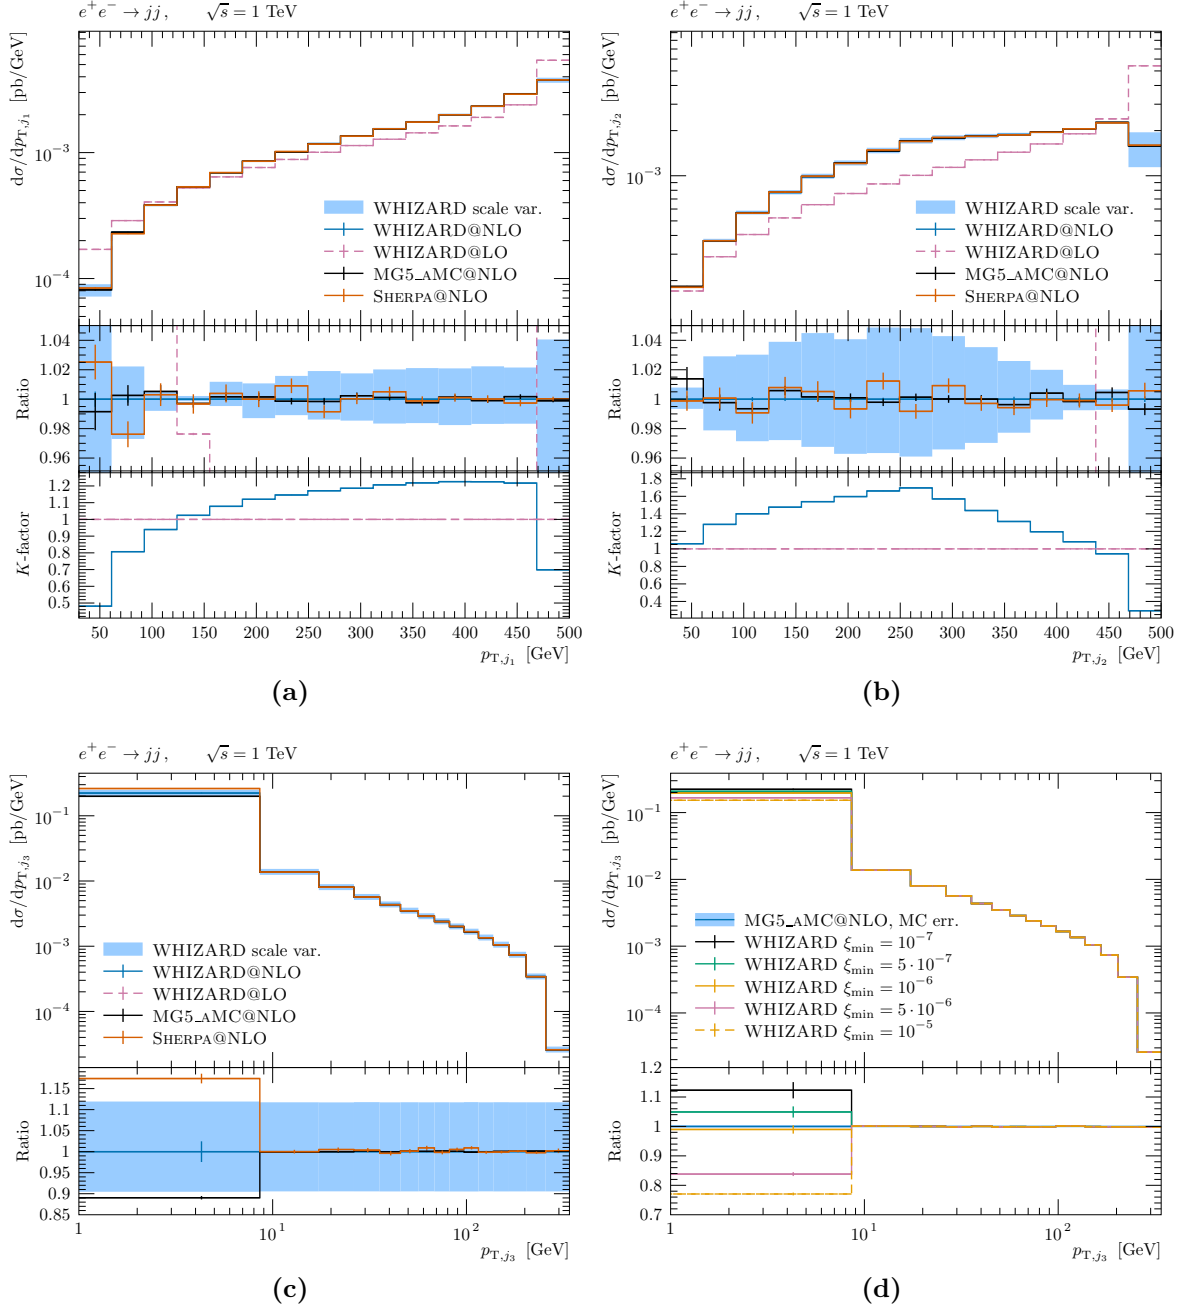 e⁺e⁻ → jj , √s = 1 TeV
dσ/dp_{T,j₁} [pb/GeV]
10⁻³
10⁻⁴
WHIZARD scale var.
WHIZARD@NLO
WHIZARD@LO
MG5_aMC@NLO
Sherpa@NLO
Ratio
1.04
1.02
1
0.98
0.96
K-factor
1.2
1.1
1
0.9
0.8
0.7
0.6
0.5
50 100 150 200 250 300 350 400 450 500
p_{T,j₁} [GeV]
(a)
e⁺e⁻ → jj , √s = 1 TeV
dσ/dp_{T,j₂} [pb/GeV]
10⁻³
WHIZARD scale var.
WHIZARD@NLO
WHIZARD@LO
MG5_aMC@NLO
Sherpa@NLO
Ratio
1.04
1.02
1
0.98
0.96
K-factor
1.8
1.6
1.4
1.2
1
0.8
0.6
0.4
50 100 150 200 250 300 350 400 450 500
p_{T,j₂} [GeV]
(b)
e⁺e⁻ → jj , √s = 1 TeV
dσ/dp_{T,j₃} [pb/GeV]
10⁻¹
10⁻²
10⁻³
10⁻⁴
WHIZARD scale var.
WHIZARD@NLO
WHIZARD@LO
MG5_aMC@NLO
Sherpa@NLO
Ratio
1.15
1.1
1.05
1
0.95
0.9
0.85
1 10¹ 10²
p_{T,j₃} [GeV]
(c)
e⁺e⁻ → jj , √s = 1 TeV
dσ/dp_{T,j₃} [pb/GeV]
10⁻¹
10⁻²
10⁻³
10⁻⁴
MG5_aMC@NLO, MC err.
WHIZARD ξ_min = 10⁻⁷
WHIZARD ξ_min = 5·10⁻⁷
WHIZARD ξ_min = 10⁻⁶
WHIZARD ξ_min = 5·10⁻⁶
WHIZARD ξ_min = 10⁻⁵
Ratio
1.2
1.1
1.0
0.9
0.8
0.7
1 10¹ 10²
p_{T,j₃} [GeV]
(d)